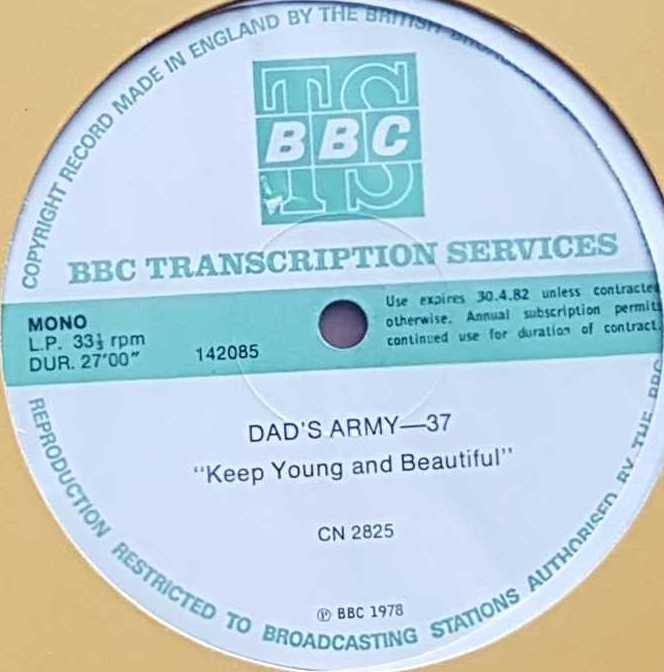 COPYRIGHT RECORD MADE IN ENGLAND BY THE BRITISH
TS
BBC
BBC TRANSCRIPTION SERVICES
MONO
L.P. 33⅓ rpm
DUR. 27'00"
142085
Use expires 30.4.82 unless contracted
otherwise. Annual subscription permits
continued use for duration of contract.
DAD'S ARMY—37
"Keep Young and Beautiful"
CN 2825
℗ BBC 1978
REPRODUCTION RESTRICTED TO BROADCASTING STATIONS AUTHORISED BY THE BBC